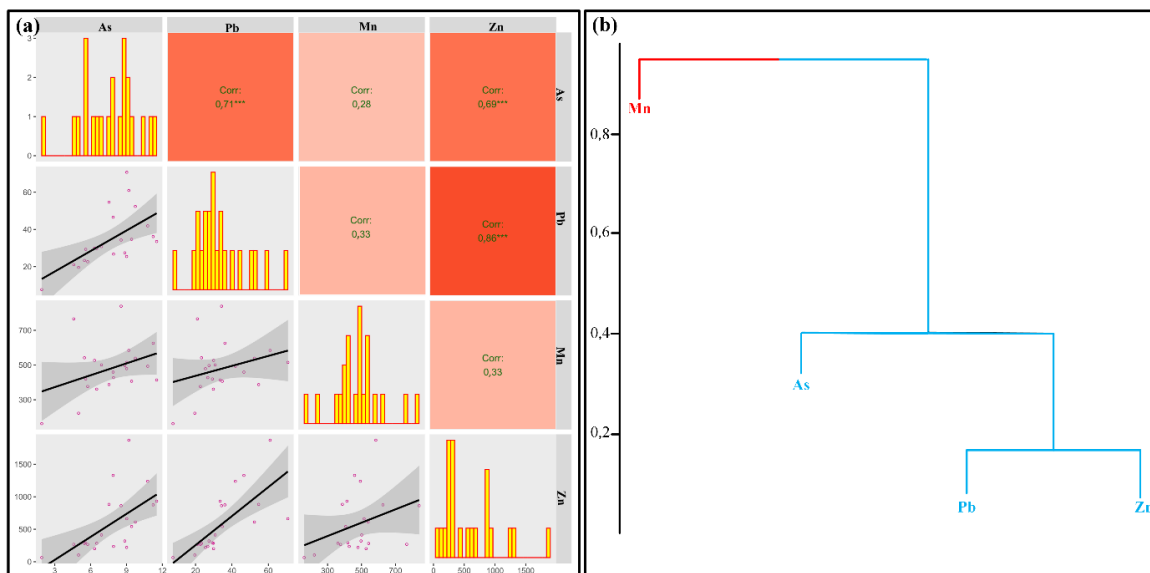 (a)
As Pb Mn Zn
3
2
1
0
Corr:
0,71***
Corr:
0,28
Corr:
0,69***
As
60
40
20
Corr:
0,33
Corr:
0,86***
Pb
700
500
300
Corr:
0,33
Mn
1500
1000
500
0
Zn
3 6 9 12 20 40 60 300 500 700 0 500 1000 1500
(b)
0,8
0,6
0,4
0,2
Mn
As
Pb Zn